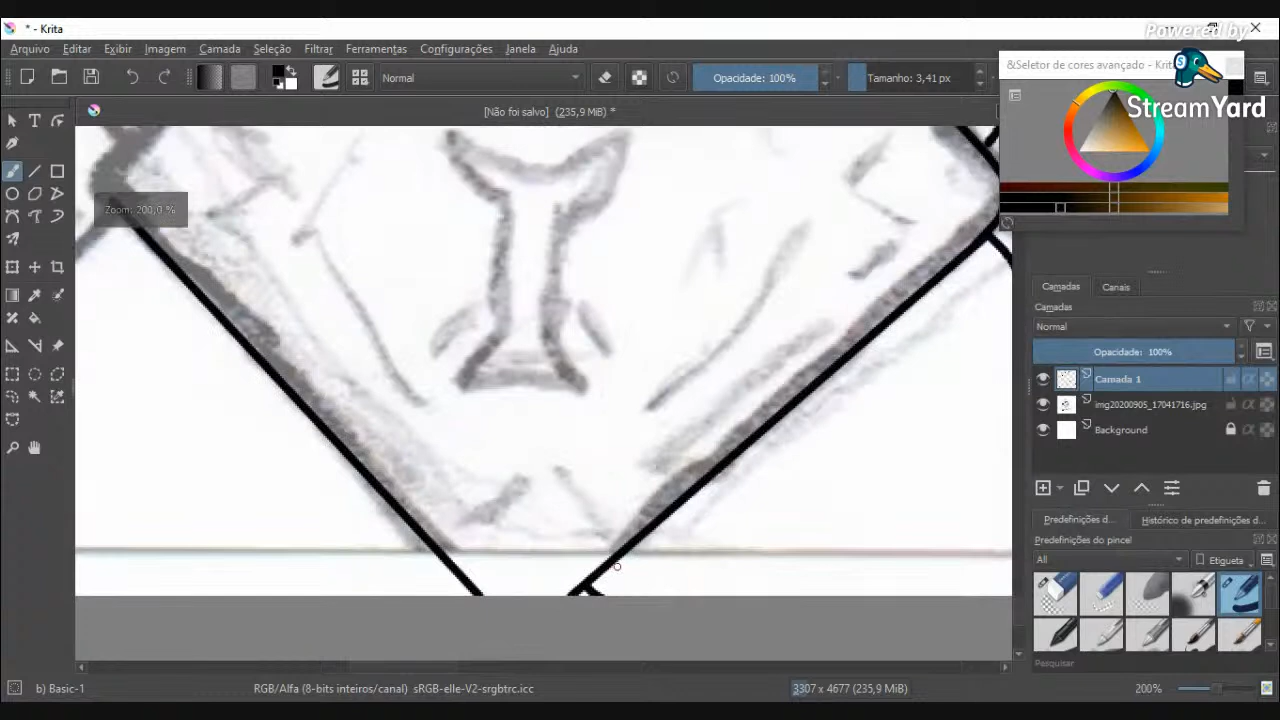 * - Krita
Powered by
StreamYard
Arquivo Editar Exibir Imagem Camada Seleção Filtrar Ferramentas Configurações Janela Ajuda
Normal
Opacidade: 100%
Tamanho: 3,41 px
&Seletor de cores avançado - Krita
[Não foi salvo] (235,9 MiB) *
Zoom: 200,0 %
Camadas Canais
Camadas
Normal
Opacidade: 100%
Camada 1
img20200905_17041716.jpg
Background
Predefinições d... Histórico de predefinições d...
Predefinições do pincel
All
Etiqueta
Pesquisar
b) Basic-1
RGB/Alfa (8-bits inteiros/canal) sRGB-elle-V2-srgbtrc.icc
3307 x 4677 (235,9 MiB)
200%